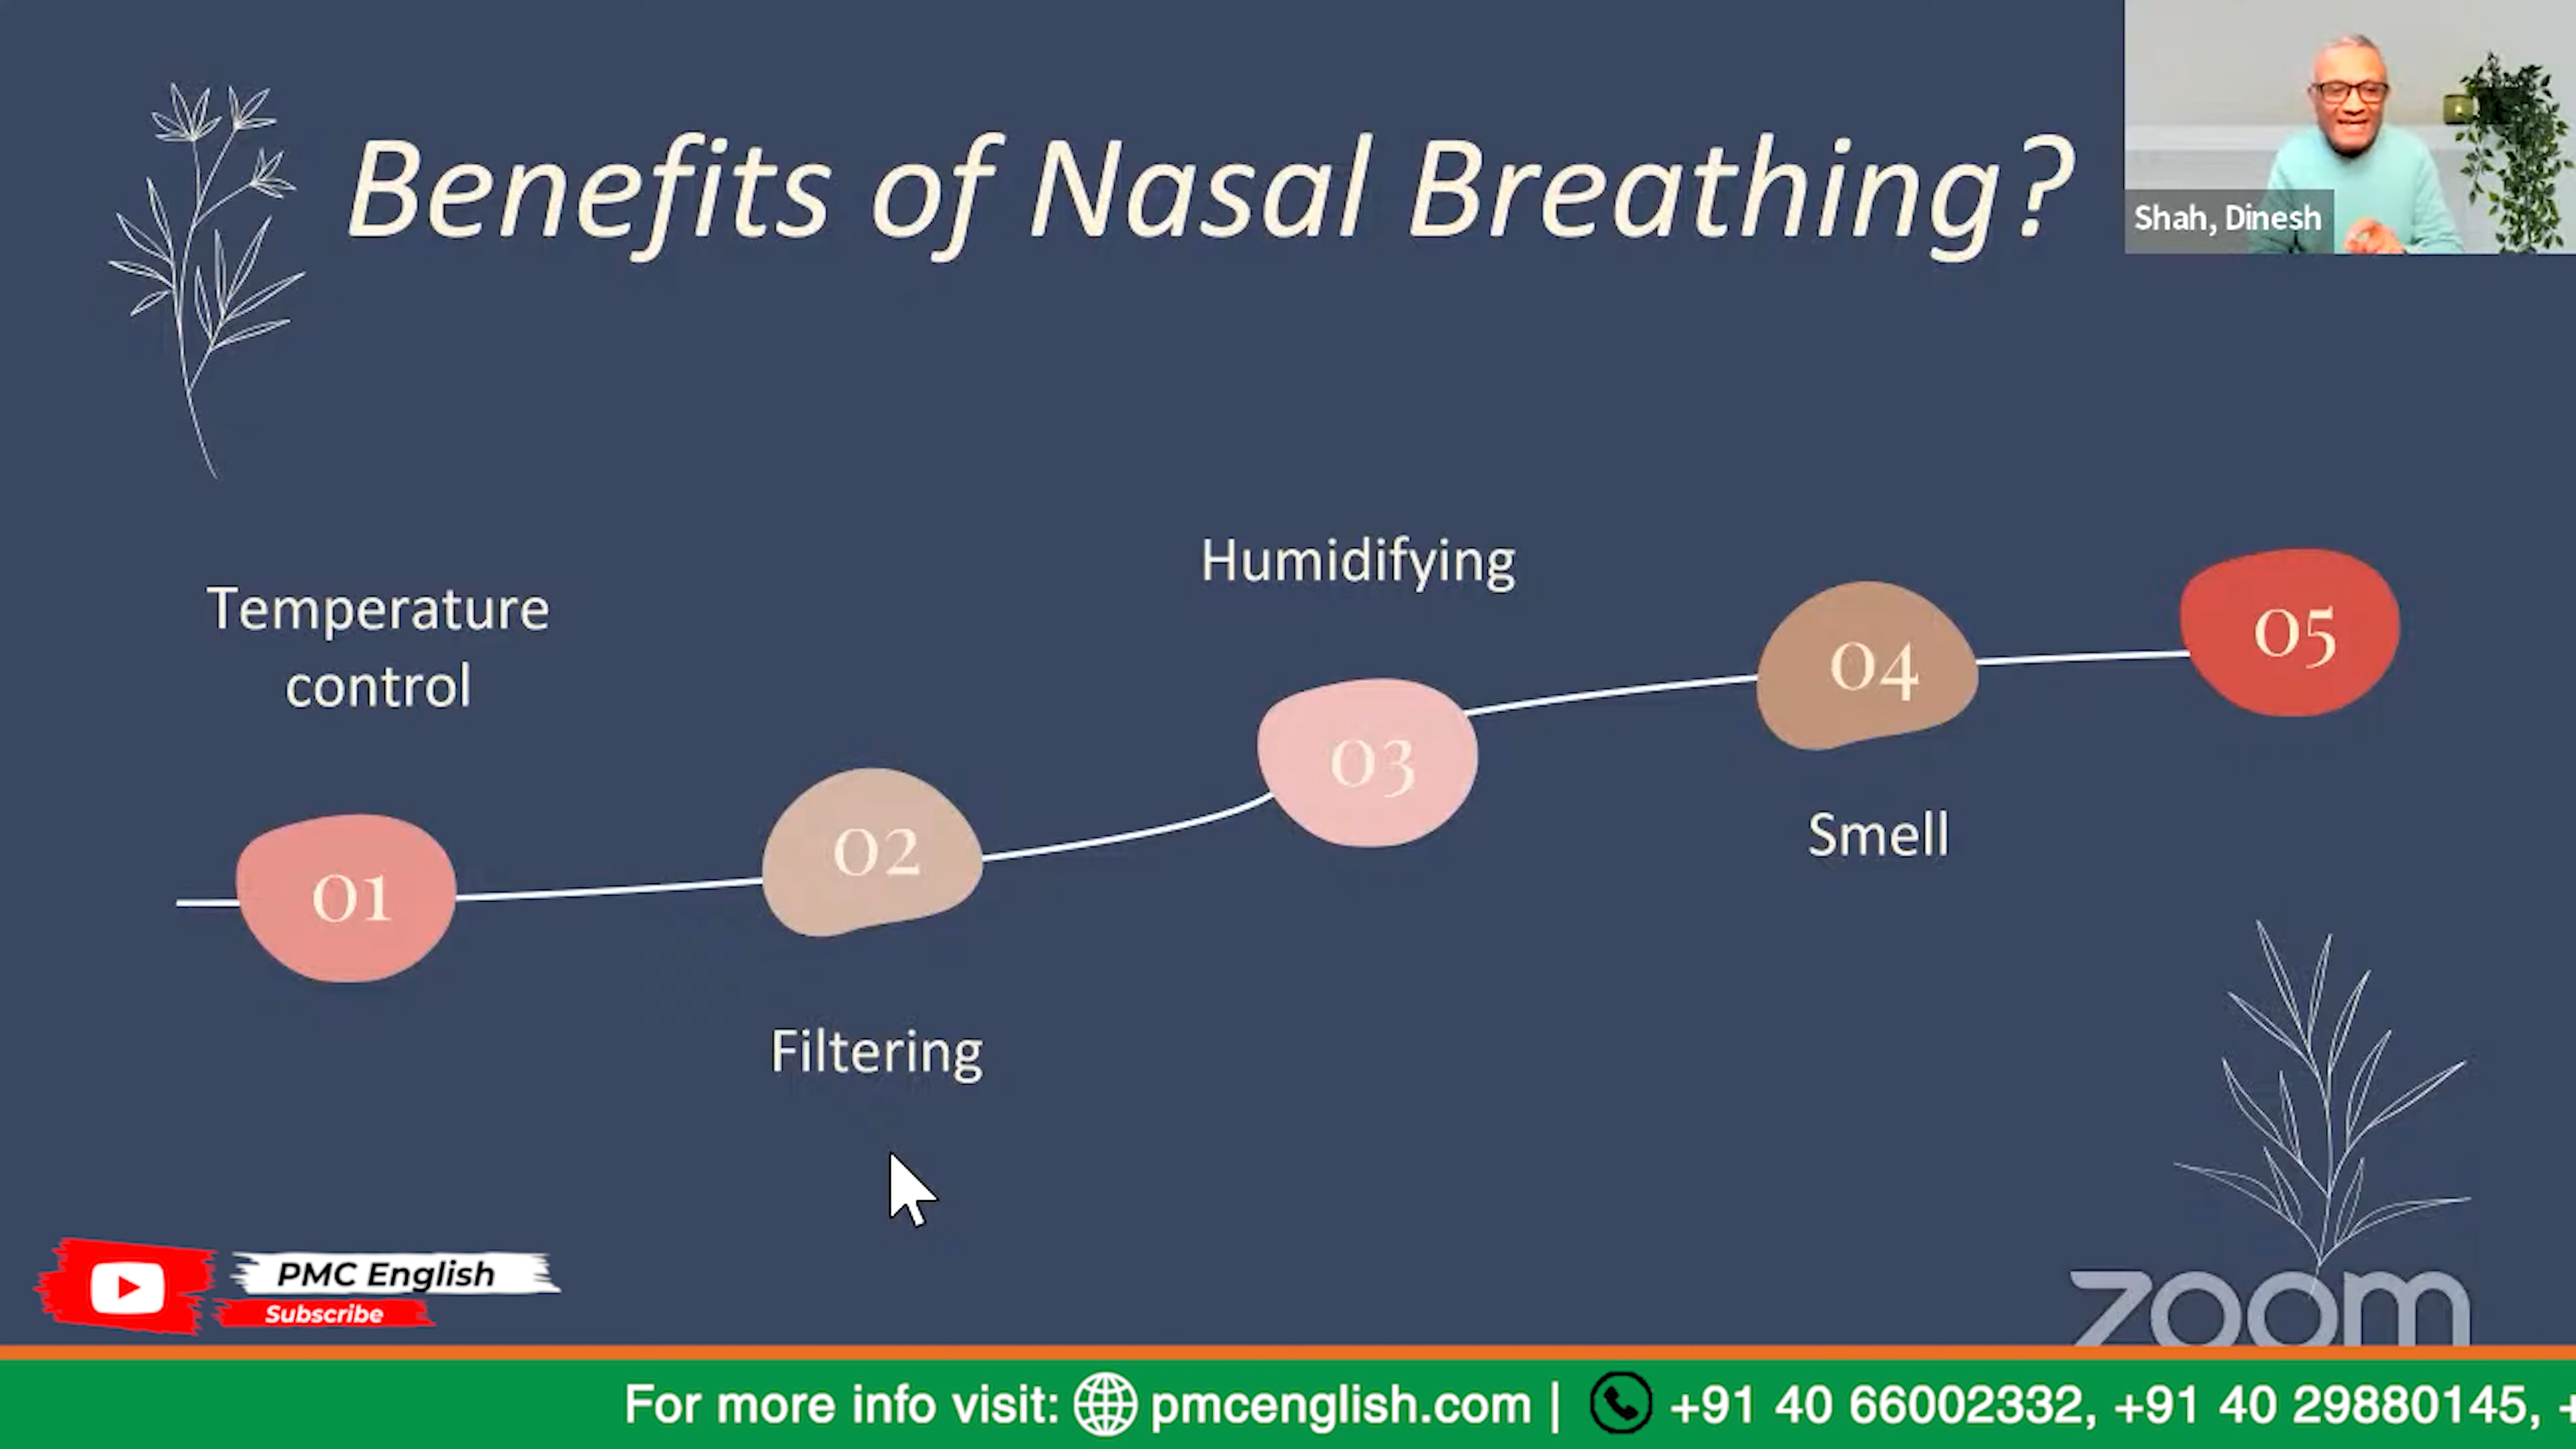 Benefits of Nasal Breathing?
Shah, Dinesh
Temperature
control
01
02
Filtering
Humidifying
03
04
Smell
05
PMC English
Subscribe
zoom
For more info visit: pmcenglish.com | +91 40 66002332, +91 40 29880145, +